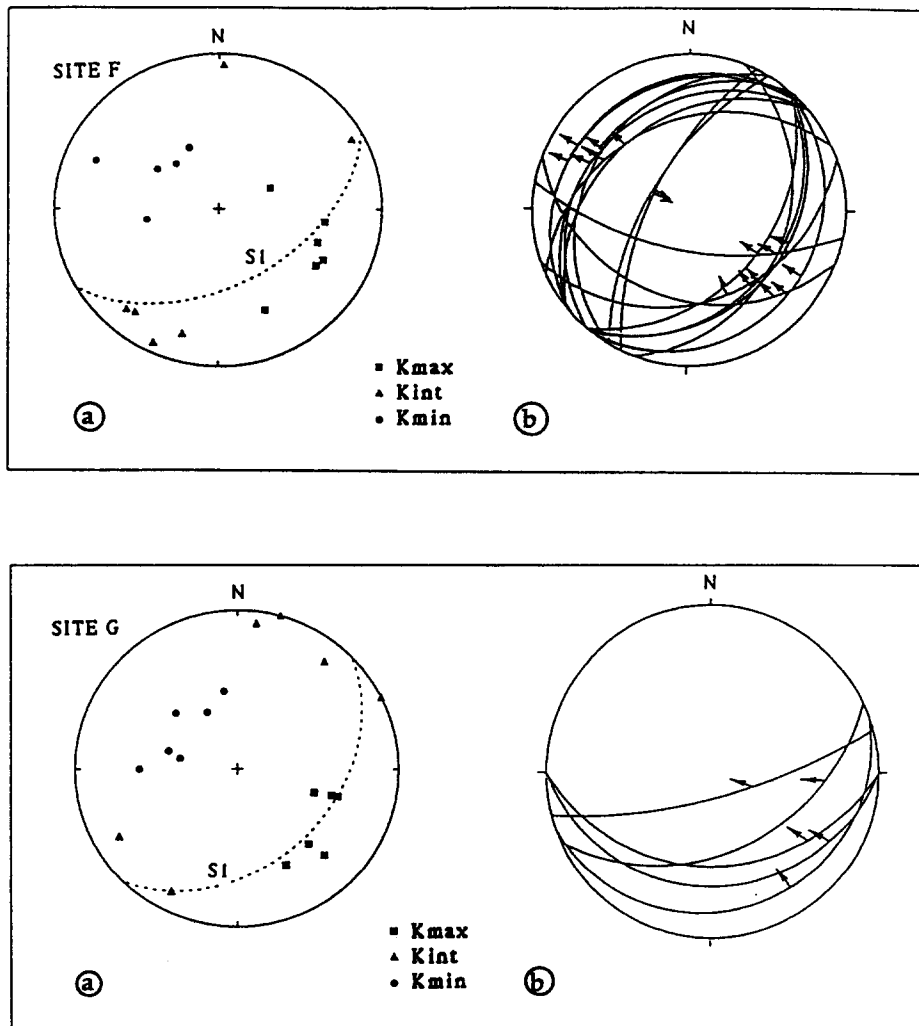 N
N
SITE F
S1
■ Kmax
▲ Kint
● Kmin
a
b
N
N
SITE G
S1
■ Kmax
▲ Kint
● Kmin
a
b